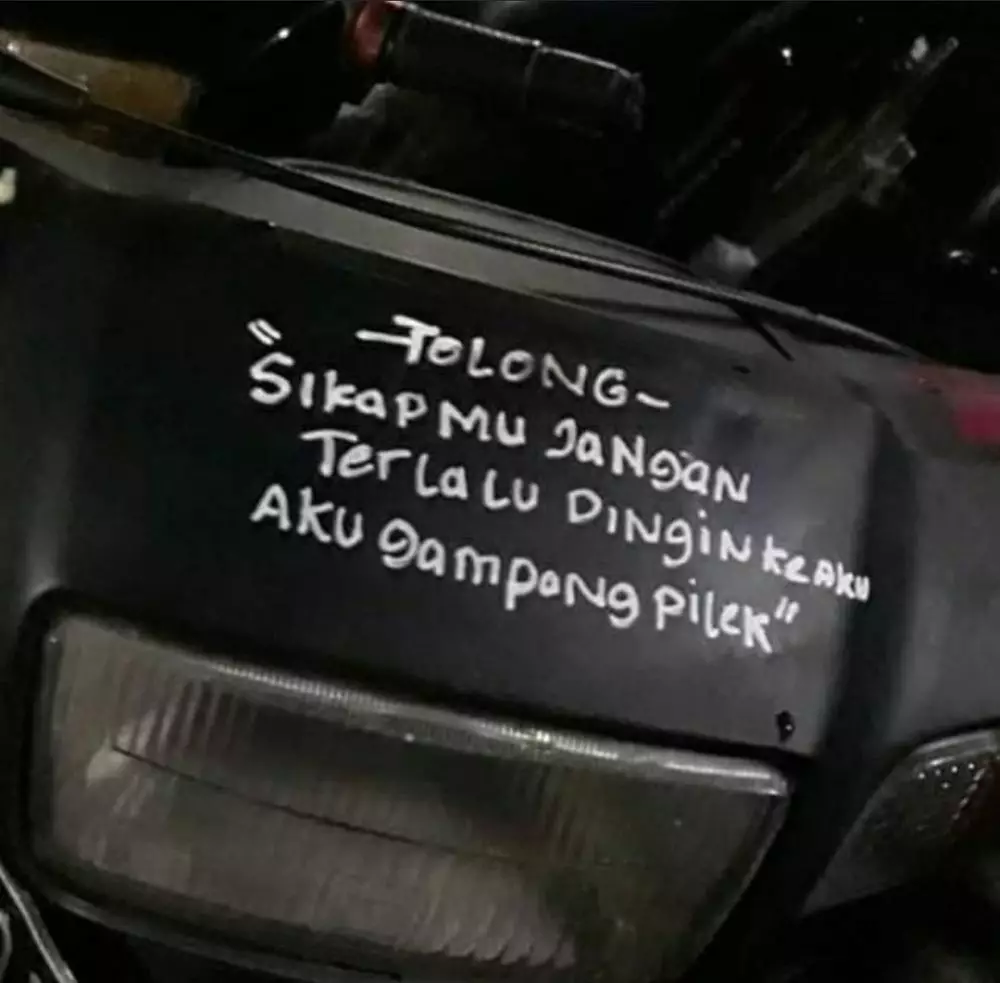 -TOLONG-
"SikaPMU JaNGaN
TerLaLU DINGiN KeAKU
AKU gamPaNg PiLeK"